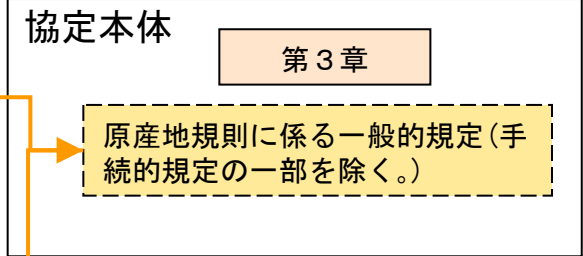 協定本体
第３章
原産地規則に係る一般的規定（手
続的規定の一部を除く。）